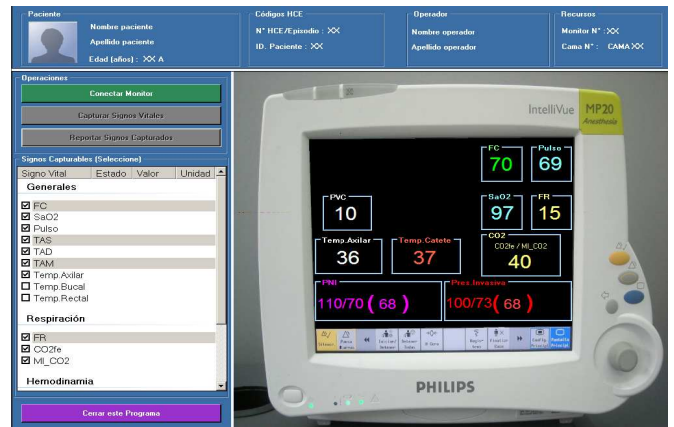 Paciente
Nombre paciente
Apellido paciente
Edad (años) : XX A
Códigos HCE
N° HCE/Episodio : XX
ID. Paciente : XX
Operador
Nombre operador
Apellido operador
Recursos
Monitor N° : XX
Cama N° : CAMAXX
Operaciones
Conectar Monitor
Capturar Signos Vitales
Reportar Signos Capturados
Signos Capturables (Seleccione)
Signo Vital Estado Valor Unidad
Generales
FC
SaO2
Pulso
TAS
TAD
TAM
Temp.Axilar
Temp.Bucal
Temp.Rectal
Respiración
FR
CO2fe
MI_CO2
Hemodinamia
Cerrar este Programa
IntelliVue MP20
Anesthesia
FC
70
Pulso
69
PVC
10
SaO2
97
FR
15
Temp.Axilar
36
Temp.Catete
37
CO2
CO2fe / MI_CO2
40
PNI
110/70 ( 68 )
Pres.Invasiva
100/73( 68 )
PHILIPS